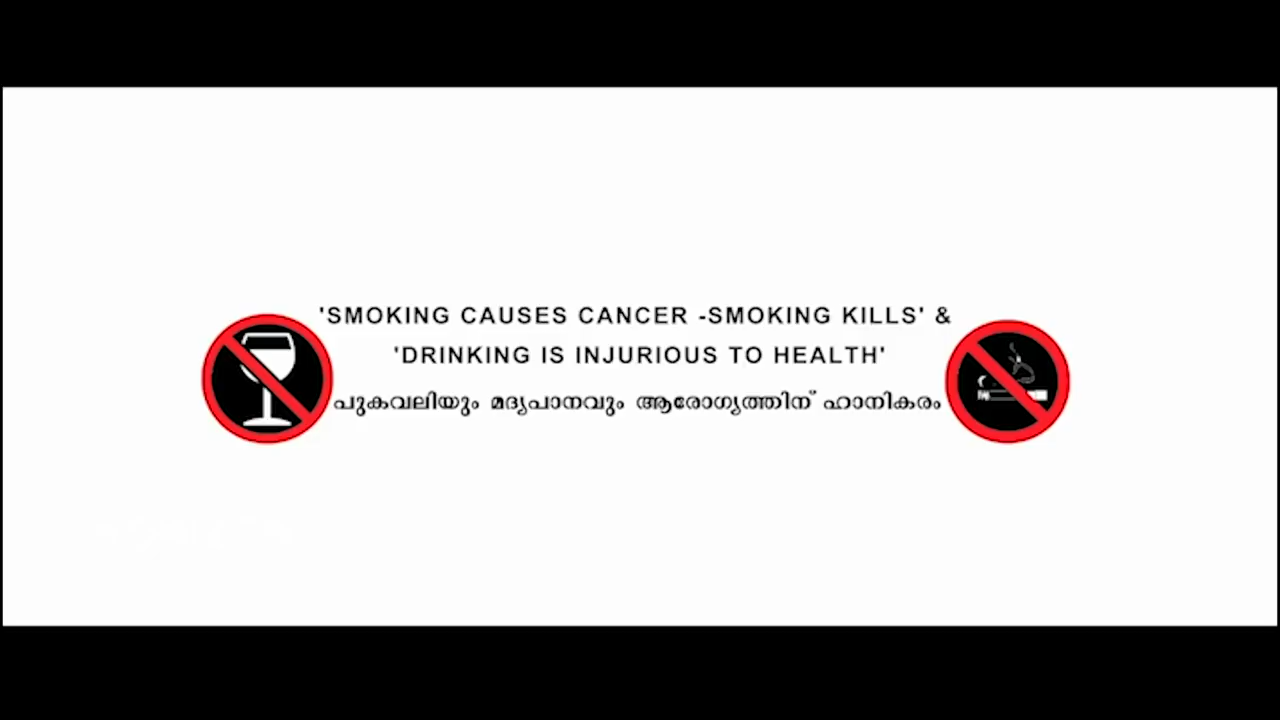 'SMOKING CAUSES CANCER -SMOKING KILLS' &
'DRINKING IS INJURIOUS TO HEALTH'
പുകവലിയും മദ്യപാനവും ആരോഗ്യത്തിന് ഹാനികരം